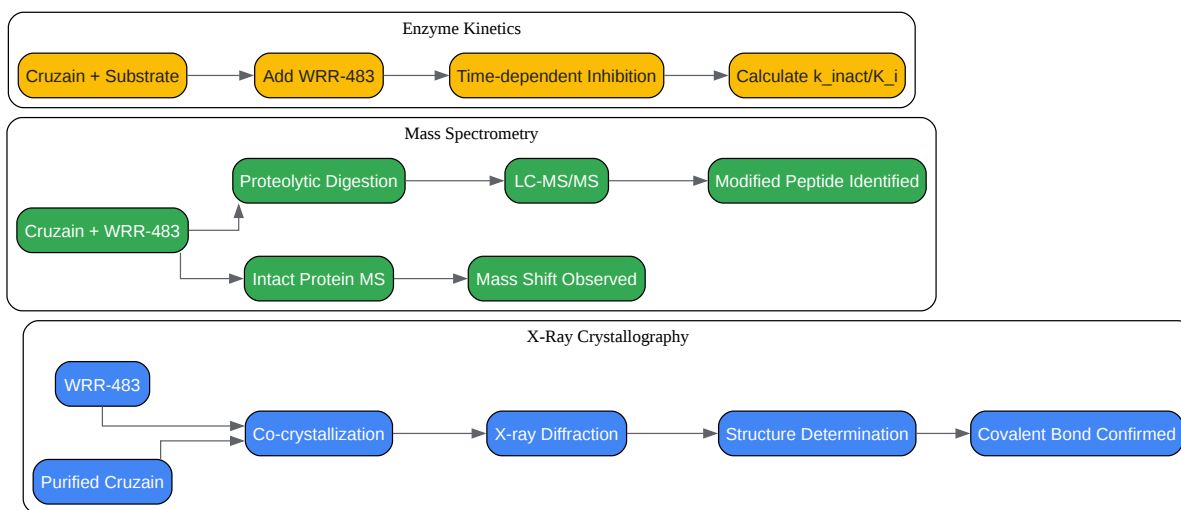 Enzyme Kinetics
Cruzain + Substrate
Add WRR-483
Time-dependent Inhibition
Calculate k_inact/K_i
Mass Spectrometry
Proteolytic Digestion
LC-MS/MS
Modified Peptide Identified
Cruzain + WRR-483
Intact Protein MS
Mass Shift Observed
X-Ray Crystallography
WRR-483
Co-crystallization
X-ray Diffraction
Structure Determination
Covalent Bond Confirmed
Purified Cruzain